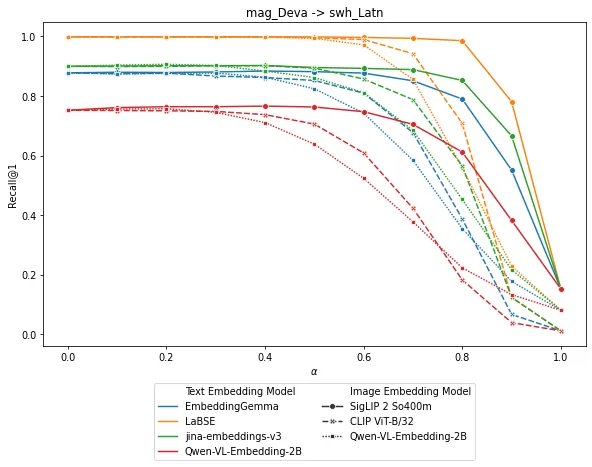 mag_Deva -> swh_Latn
1.0
0.8
0.6
0.4
0.2
0.0
Recall@1
0.0 0.2 0.4 0.6 0.8 1.0
α
Text Embedding Model
EmbeddingGemma
LaBSE
jina-embeddings-v3
Qwen-VL-Embedding-2B
Image Embedding Model
SigLIP 2 So400m
CLIP ViT-B/32
Qwen-VL-Embedding-2B